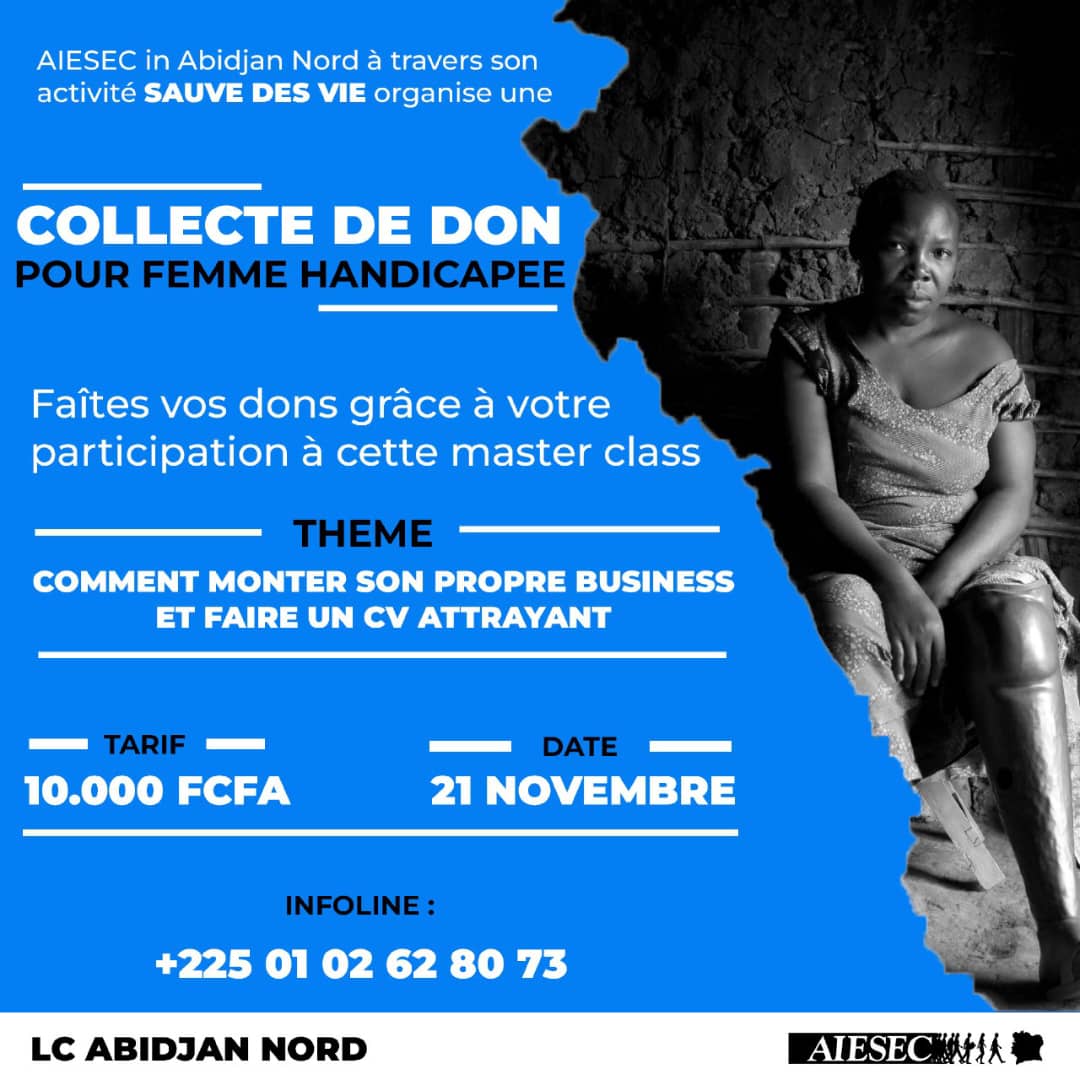 AIESEC in Abidjan Nord à travers son
activité SAUVE DES VIE organise une
COLLECTE DE DON
POUR FEMME HANDICAPEE
Faîtes vos dons grâce à votre
participation à cette master class
THEME
COMMENT MONTER SON PROPRE BUSINESS
ET FAIRE UN CV ATTRAYANT
TARIF
10.000 FCFA
DATE
21 NOVEMBRE
INFOLINE :
+225 01 02 62 80 73
LC ABIDJAN NORD
AIESEC